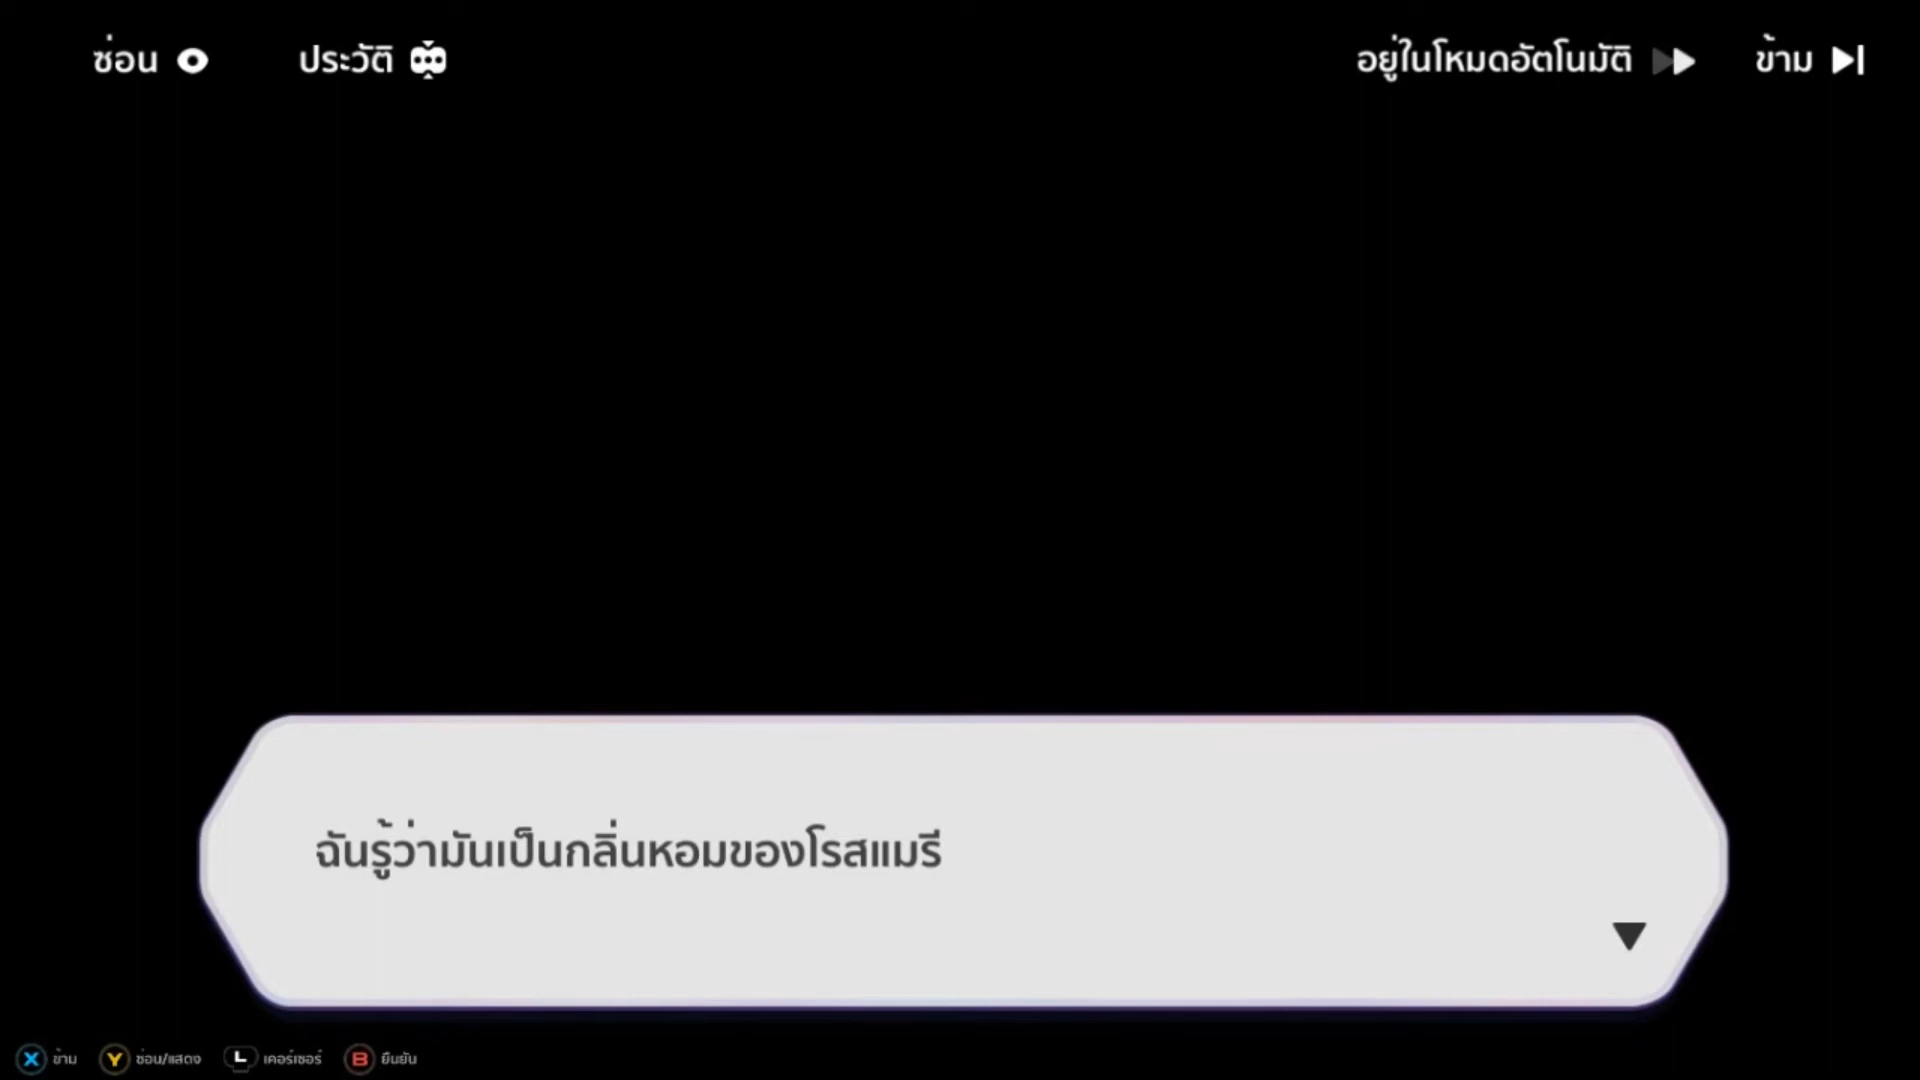 ซ่อน ประวัติ อยู่ในโหมดอัตโนมัติ ข้าม
ฉันรู้ว่ามันเป็นกลิ่นหอมของโรสแมรี
X ข้าม Y ซ่อน/แสดง L เคอร์เซอร์ B ยืนยัน